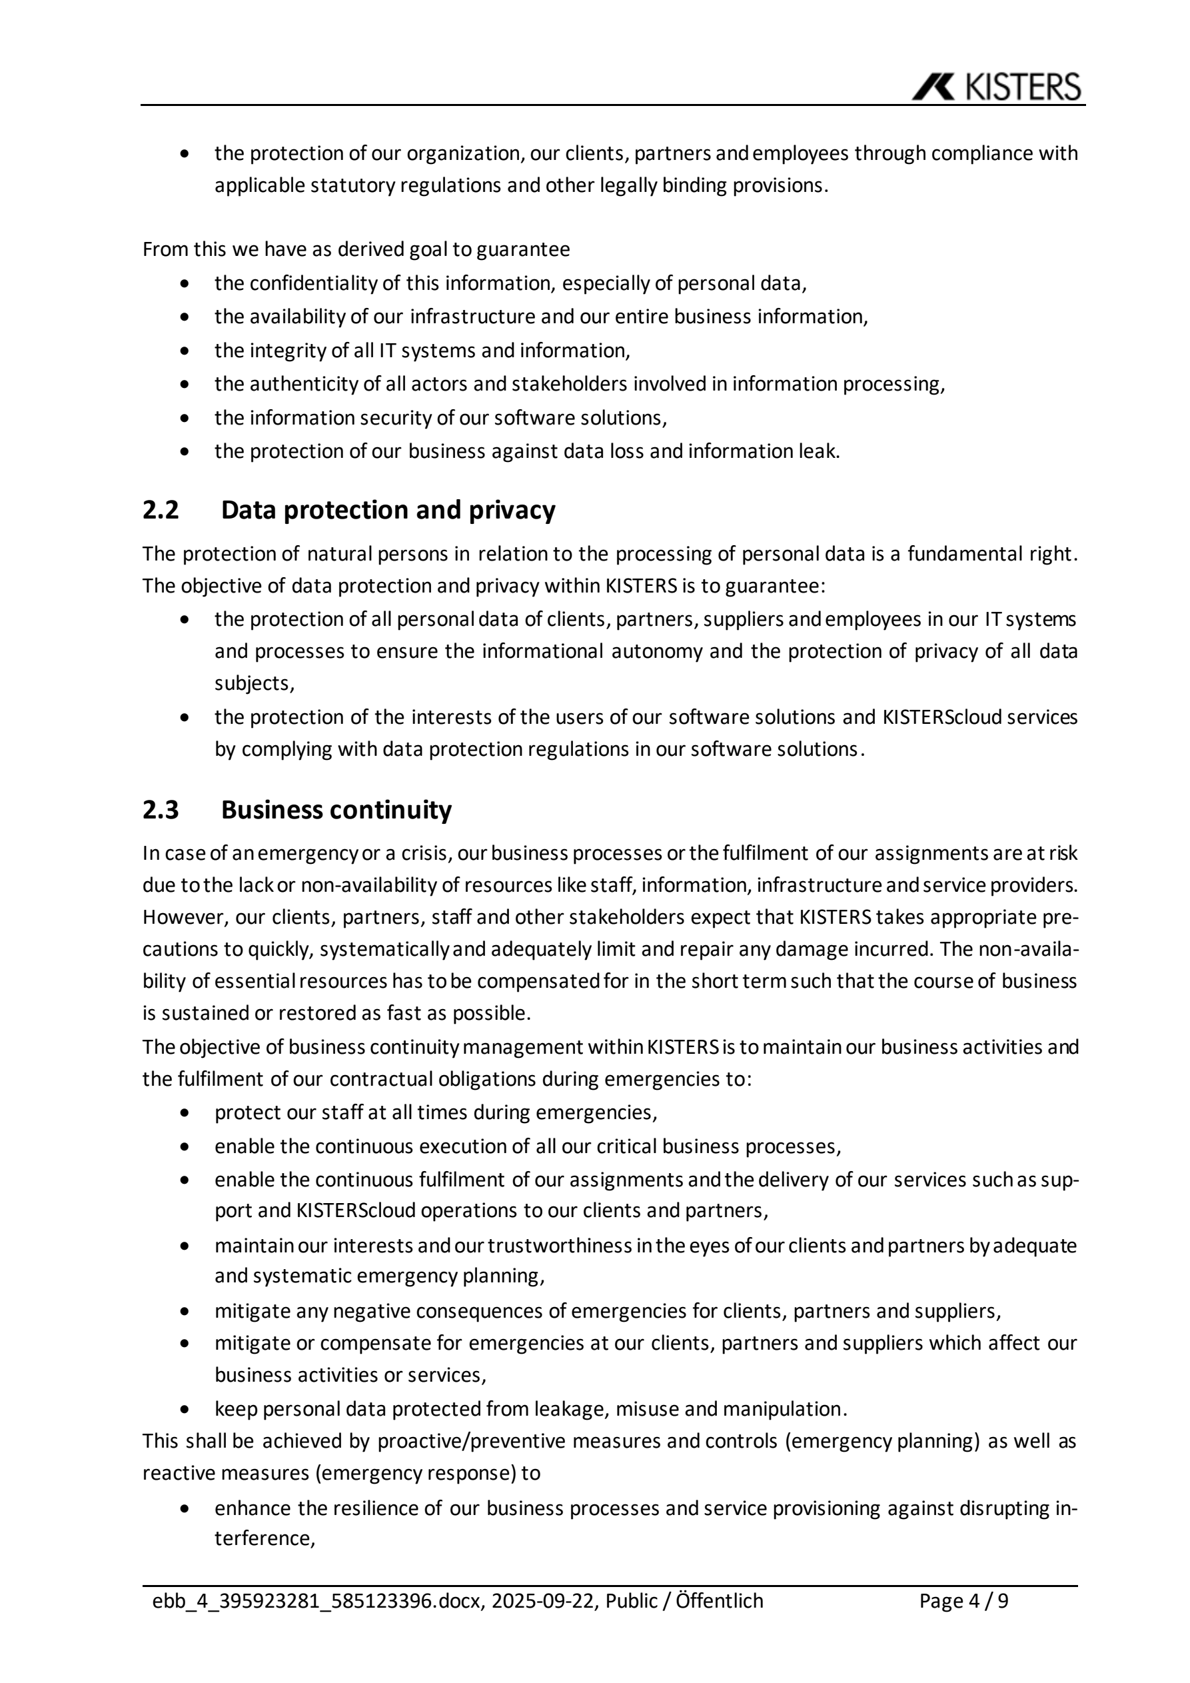 KISTERS
• the protection of our organization, our clients, partners and employees through compliance with
applicable statutory regulations and other legally binding provisions.
From this we have as derived goal to guarantee
• the confidentiality of this information, especially of personal data,
• the availability of our infrastructure and our entire business information,
• the integrity of all IT systems and information,
• the authenticity of all actors and stakeholders involved in information processing,
• the information security of our software solutions,
• the protection of our business against data loss and information leak.
2.2 Data protection and privacy
The protection of natural persons in relation to the processing of personal data is a fundamental right.
The objective of data protection and privacy within KISTERS is to guarantee:
• the protection of all personal data of clients, partners, suppliers and employees in our IT systems
and processes to ensure the informational autonomy and the protection of privacy of all data
subjects,
• the protection of the interests of the users of our software solutions and KISTERScloud services
by complying with data protection regulations in our software solutions.
2.3 Business continuity
In case of an emergency or a crisis, our business processes or the fulfilment of our assignments are at risk
due to the lack or non-availability of resources like staff, information, infrastructure and service providers.
However, our clients, partners, staff and other stakeholders expect that KISTERS takes appropriate pre-
cautions to quickly, systematically and adequately limit and repair any damage incurred. The non-availa-
bility of essential resources has to be compensated for in the short term such that the course of business
is sustained or restored as fast as possible.
The objective of business continuity management within KISTERS is to maintain our business activities and
the fulfilment of our contractual obligations during emergencies to:
• protect our staff at all times during emergencies,
• enable the continuous execution of all our critical business processes,
• enable the continuous fulfilment of our assignments and the delivery of our services such as sup-
port and KISTERScloud operations to our clients and partners,
• maintain our interests and our trustworthiness in the eyes of our clients and partners by adequate
and systematic emergency planning,
• mitigate any negative consequences of emergencies for clients, partners and suppliers,
• mitigate or compensate for emergencies at our clients, partners and suppliers which affect our
business activities or services,
• keep personal data protected from leakage, misuse and manipulation.
This shall be achieved by proactive/preventive measures and controls (emergency planning) as well as
reactive measures (emergency response) to
• enhance the resilience of our business processes and service provisioning against disrupting in-
terference,
ebb_4_395923281_585123396.docx, 2025-09-22, Public / Öffentlich Page 4 / 9